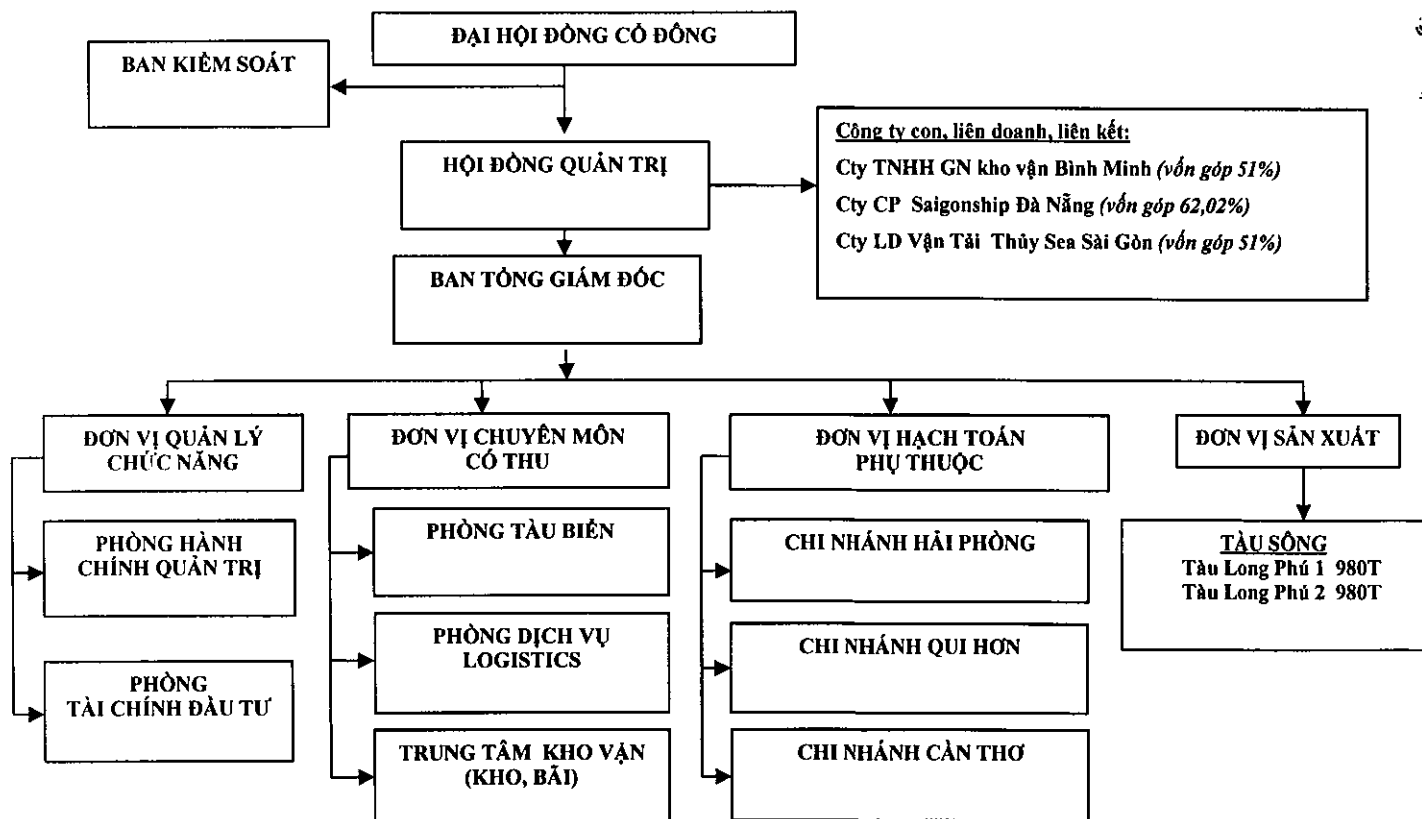 ĐẠI HỘI ĐỒNG CỔ ĐÔNG
BAN KIỂM SOÁT
HỘI ĐỒNG QUẢN TRỊ
Công ty con, liên doanh, liên kết:
Cty TNHH GN kho vận Bình Minh (vốn góp 51%)
Cty CP Saigonship Đà Nẵng (vốn góp 62,02%)
Cty LD Vận Tải Thủy Sea Sài Gòn (vốn góp 51%)
BAN TỔNG GIÁM ĐỐC
ĐƠN VỊ QUẢN LÝ
CHỨC NĂNG
PHÒNG HÀNH
CHÍNH QUẢN TRỊ
PHÒNG
TÀI CHÍNH ĐẦU TƯ
ĐƠN VỊ CHUYÊN MÔN
CÓ THU
PHÒNG TÀU BIỂN
PHÒNG DỊCH VỤ
LOGISTICS
TRUNG TÂM KHO VẬN
(KHO, BÃI)
ĐƠN VỊ HẠCH TOÁN
PHỤ THUỘC
CHI NHÁNH HẢI PHÒNG
CHI NHÁNH QUI HƠN
CHI NHÁNH CẦN THƠ
ĐƠN VỊ SẢN XUẤT
TÀU SÔNG
Tàu Long Phú 1 980T
Tàu Long Phú 2 980T